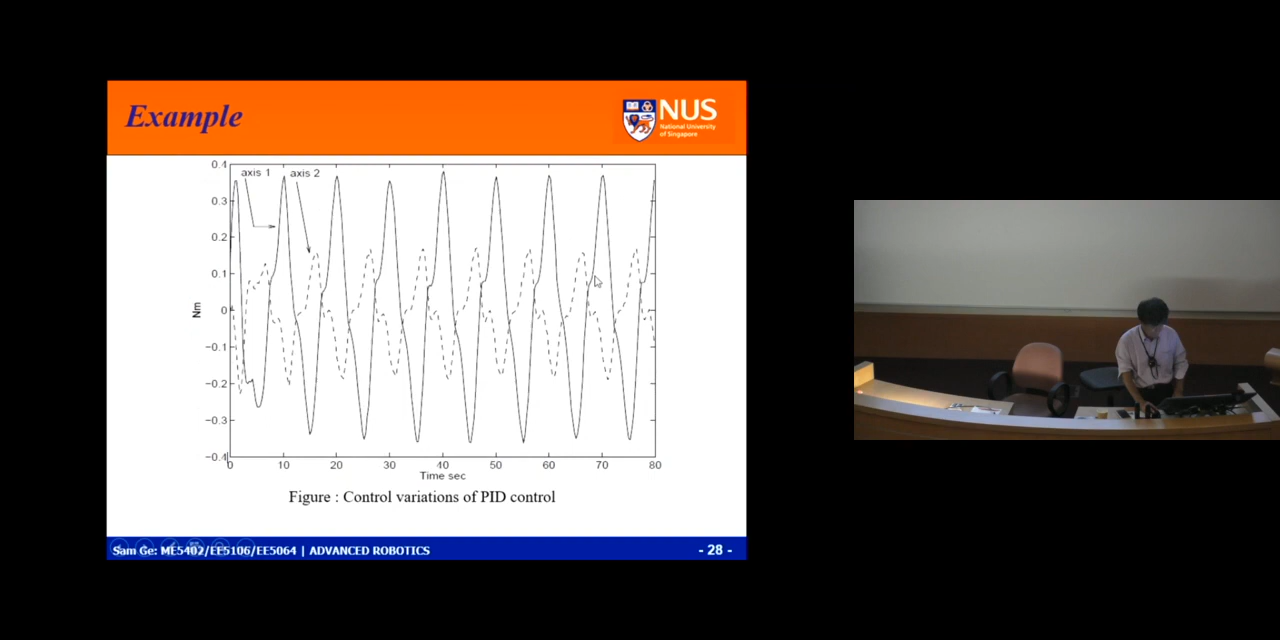 Example
NUS
National University
of Singapore
0.4
axis 1
axis 2
0.3
0.2
0.1
0
-0.1
-0.2
-0.3
-0.4
Nm
0 10 20 30 40 50 60 70 80
Time sec
Figure : Control variations of PID control
Sam Ge: ME5402/EE5106/EE5064 | ADVANCED ROBOTICS
- 28 -